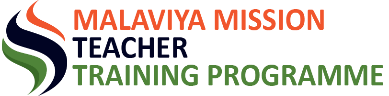 MALAVIYA MISSION
TEACHER
TRAINING PROGRAMME